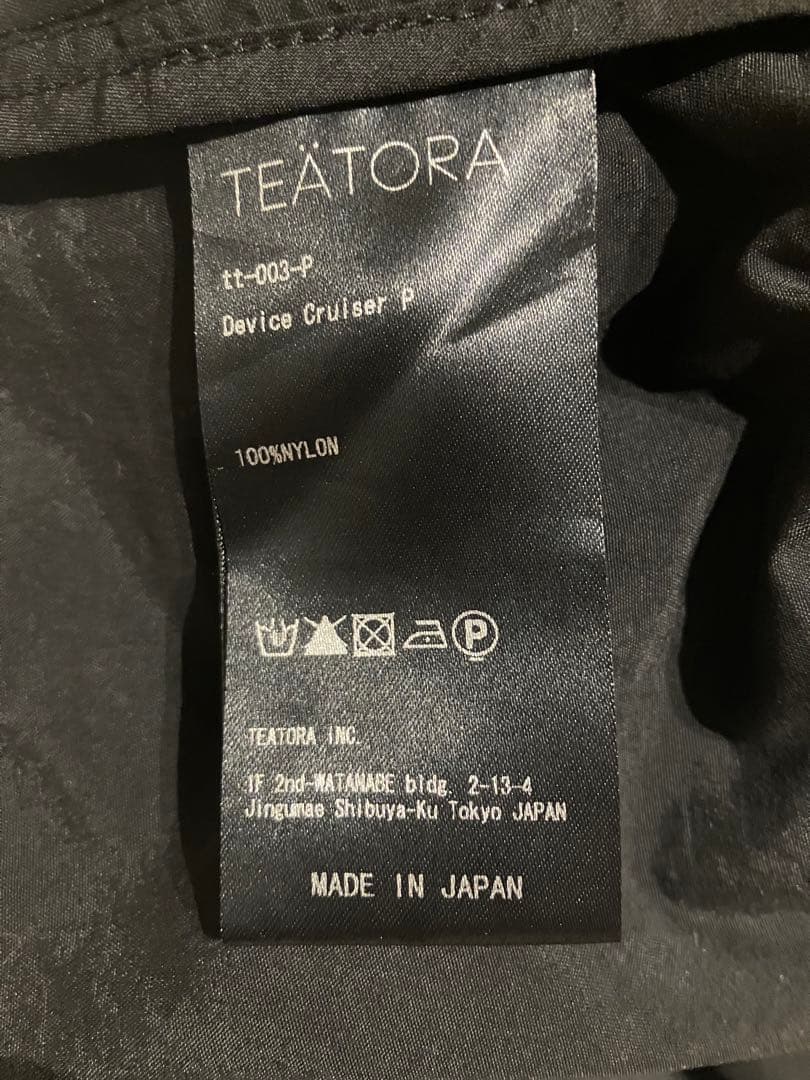 TEÄTORA
tt-003-P
Device Cruiser P
100%NYLON
P
TEATORA INC.
1F 2nd-WATANABE bldg. 2-13-4
Jingumae Shibuya-Ku Tokyo JAPAN
MADE IN JAPAN